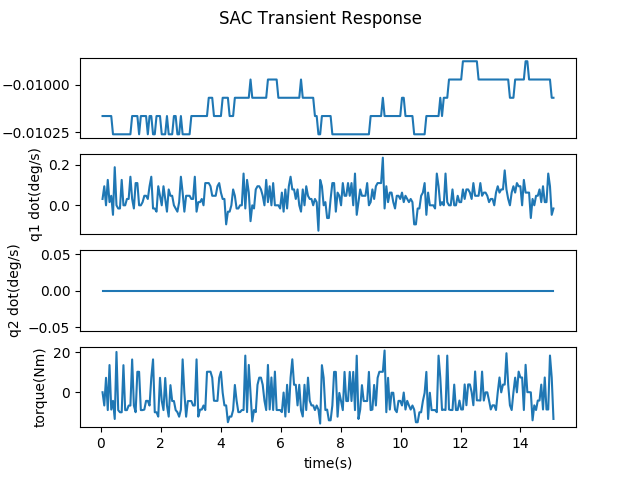 SAC Transient Response
−0.01000
−0.01025
q1 dot(deg/s)
0.2
0.0
q2 dot(deg/s)
0.05
0.00
−0.05
torque(Nm)
20
0
0 2 4 6 8 10 12 14
time(s)